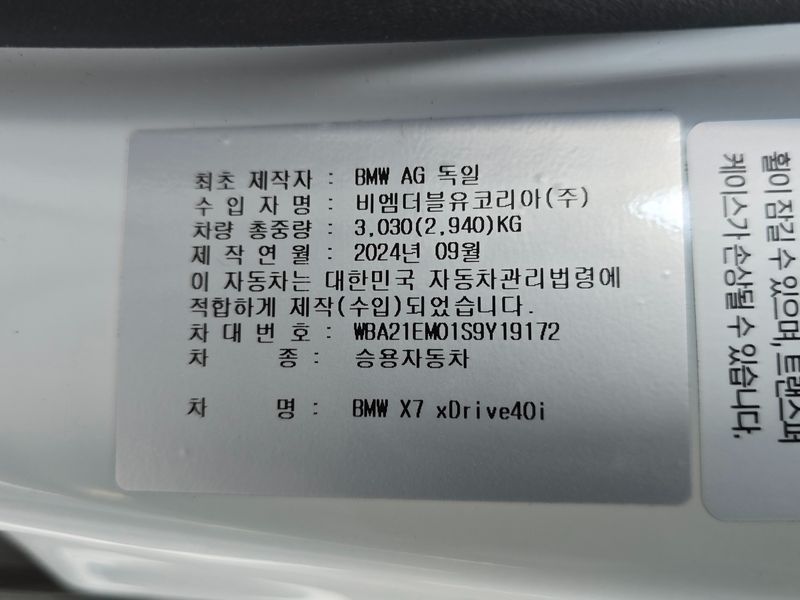 최초 제작자 : BMW AG 독일
수 입 자 명 : 비엠더블유코리아(주)
차량 총중량 : 3,030(2,940)KG
제 작 연 월 : 2024년 09월
이 자동차는 대한민국 자동차관리법령에
적합하게 제작(수입)되었습니다.
차 대 번 호 : WBA21EM01S9Y19172
차 종 : 승용자동차
차 명 : BMW X7 xDrive40i
휠이 잠길 수 있으며, 트랜스퍼
케이스가 손상될 수 있습니다.